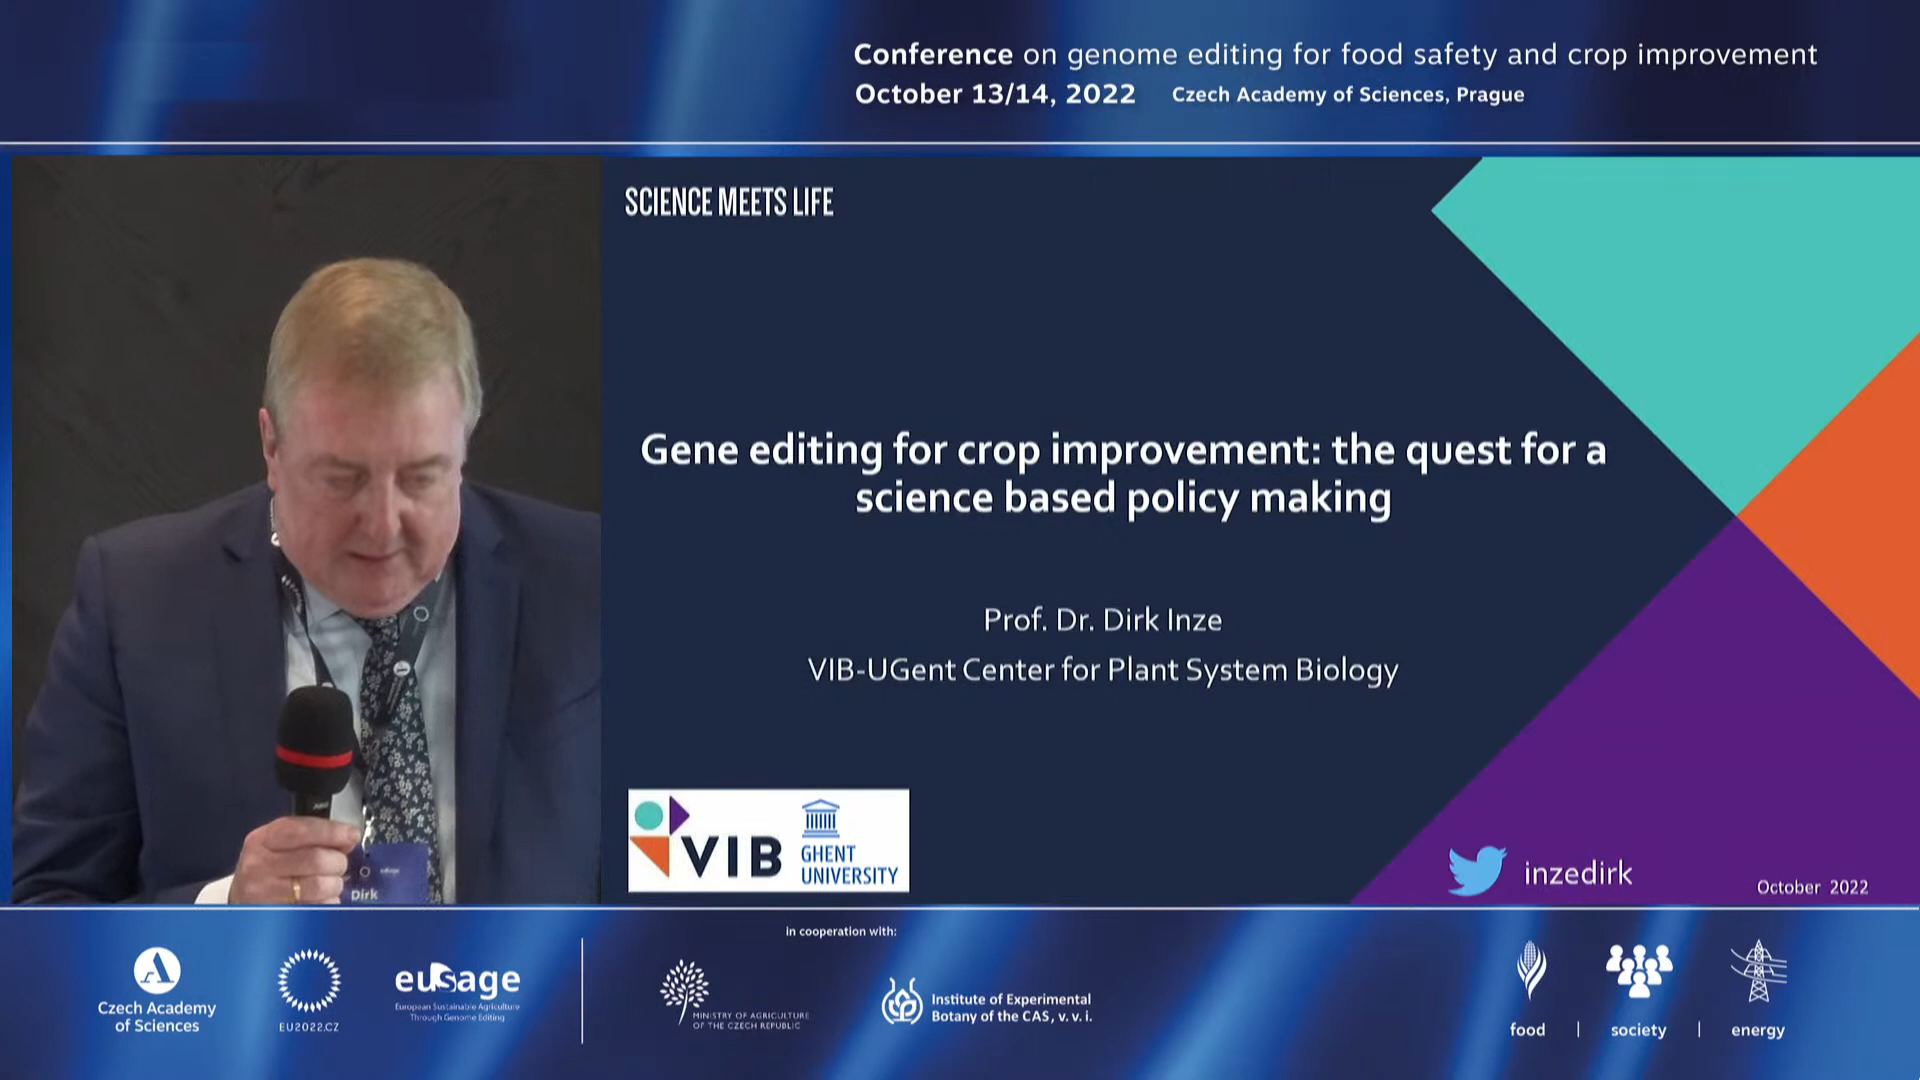 Conference on genome editing for food safety and crop improvement
October 13/14, 2022 Czech Academy of Sciences, Prague
SCIENCE MEETS LIFE
Gene editing for crop improvement: the quest for a
science based policy making
Prof. Dr. Dirk Inze
VIB-UGent Center for Plant System Biology
VIB
GHENT
UNIVERSITY
inzedirk
October 2022
Dirk
in cooperation with:
Czech Academy
of Sciences
EU2022.CZ
eusage
European Sustainable Agriculture
Through Genome Editing
MINISTRY OF AGRICULTURE
OF THE CZECH REPUBLIC
Institute of Experimental
Botany of the CAS, v. v. i.
food | society | energy